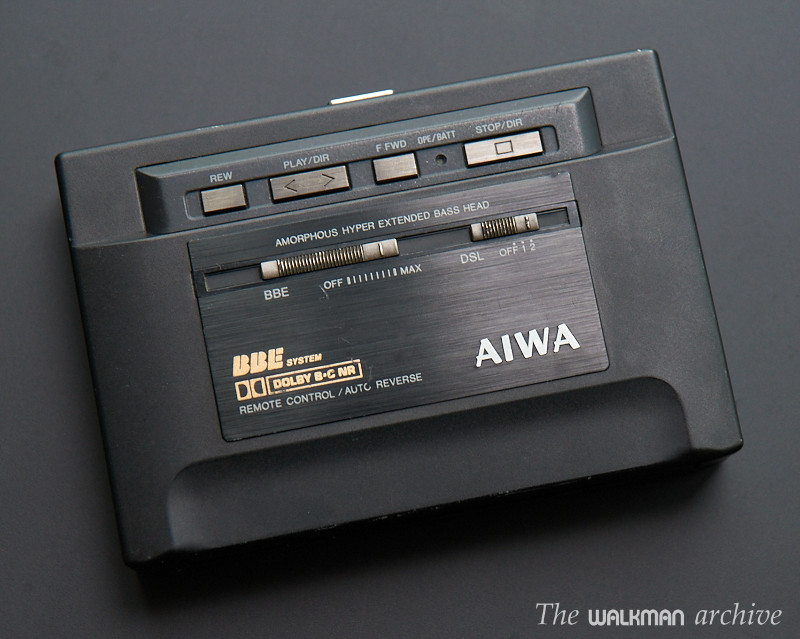 REW
PLAY/DIR
F FWD
OPE/BATT
STOP/DIR
AMORPHOUS HYPER EXTENDED BASS HEAD
BBE
OFF MAX
DSL
OFF 1 2
BBE SYSTEM
DOLBY B•C NR
REMOTE CONTROL / AUTO REVERSE
AIWA
The WALKMAN archive